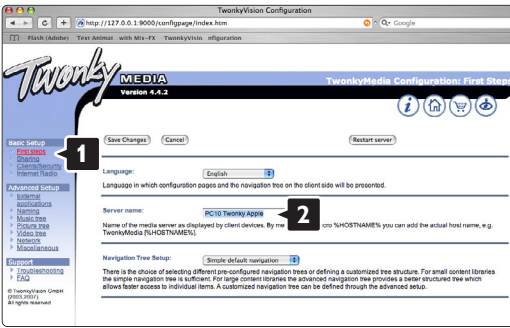 TwonkyVision Configuration
http://127.0.0.1:9000/configpage/index.htm
Google
Flash (Adobe) Text Animat...with Mix-FX TwonkyVisin...nfiguration
Twonky
MEDIA
Version 4.4.2
TwonkyMedia Configuration: First Steps
Save Changes Cancel Restart server
Basic Setup
First steps
Sharing
Clients/Security
Internet Radio
Advanced Setup
External
applications
Naming
Music tree
Picture tree
Video tree
Network
Miscellaneous
Support
Troubleshooting
FAQ
© TwonkyVision GmbH
(2003,2007)
All rights reserved
1
Language: English
Language in which configuration pages and the navigation tree on the client side will be presented.
Server name: PC10 Twonky Apple
2
Name of the media server as displayed by client devices. By me cro %HOSTNAME% you can add the actual host name, e.g.
TwonkyMedia [%HOSTNAME%].
Navigation Tree Setup: Simple default navigation
There is the choice of selecting different pre-configured navigation trees or defining a customized tree structure. For small content libraries
the simple navigation tree is sufficient. For large content libraries the advanced navigation tree provides a better structured tree which
allows faster access to individual items. A customized navigation tree can be defined through the advanced setup.